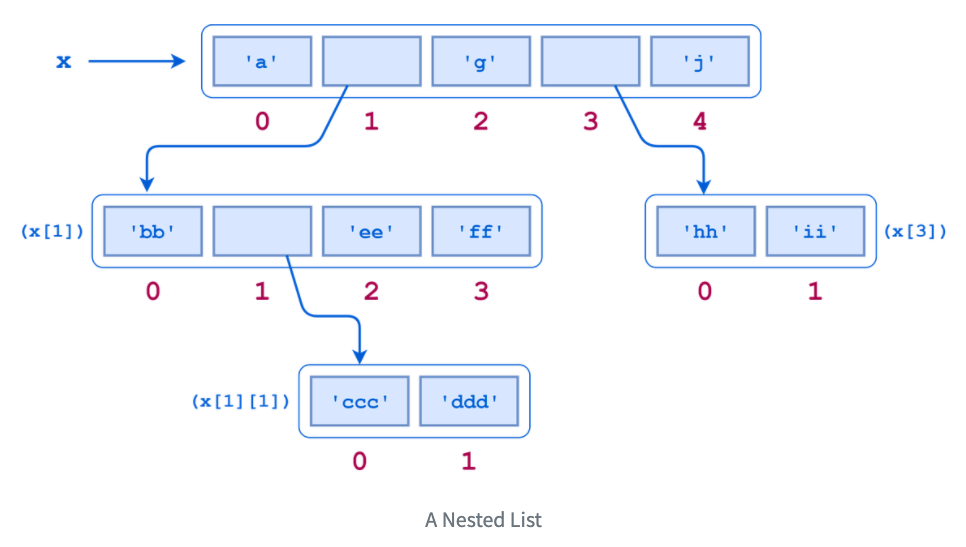 x 'a' 'g' 'j'
0 1 2 3 4
(x[1]) 'bb' 'ee' 'ff' 'hh' 'ii' (x[3])
0 1 2 3 0 1
(x[1][1]) 'ccc' 'ddd'
0 1
A Nested List